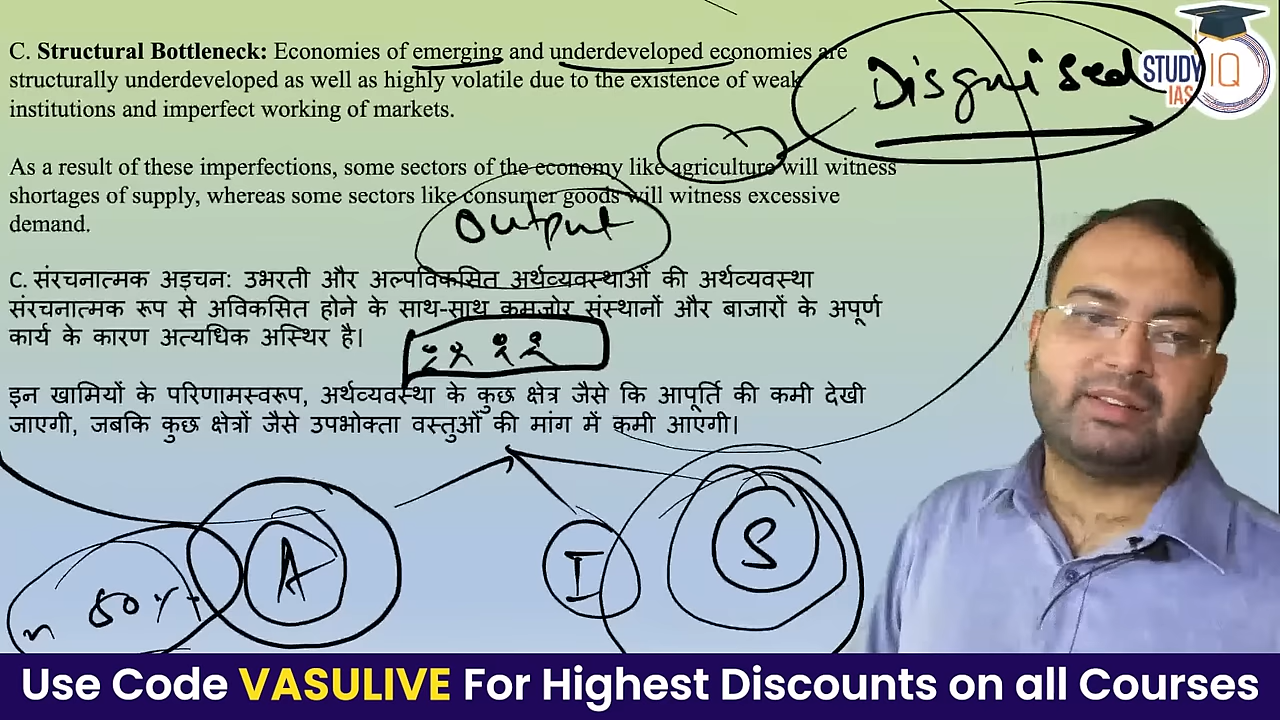 C. Structural Bottleneck: Economies of emerging and underdeveloped economies are
structurally underdeveloped as well as highly volatile due to the existence of weak
institutions and imperfect working of markets.
Disguised
STUDY IQ
IAS
As a result of these imperfections, some sectors of the economy like agriculture will witness
shortages of supply, whereas some sectors like consumer goods will witness excessive
demand.
Output
C. संरचनात्मक अड़चन: उभरती और अल्पविकसित अर्थव्यवस्थाओं की अर्थव्यवस्था
संरचनात्मक रूप से अविकसित होने के साथ-साथ कमजोर संस्थानों और बाजारों के अपूर्ण
कार्य के कारण अत्यधिक अस्थिर है।
इन खामियों के परिणामस्वरूप, अर्थव्यवस्था के कुछ क्षेत्र जैसे कि आपूर्ति की कमी देखी
जाएगी, जबकि कुछ क्षेत्रों जैसे उपभोक्ता वस्तुओं की मांग में कमी आएगी।
A
I
S
50%
Use Code VASULIVE For Highest Discounts on all Courses